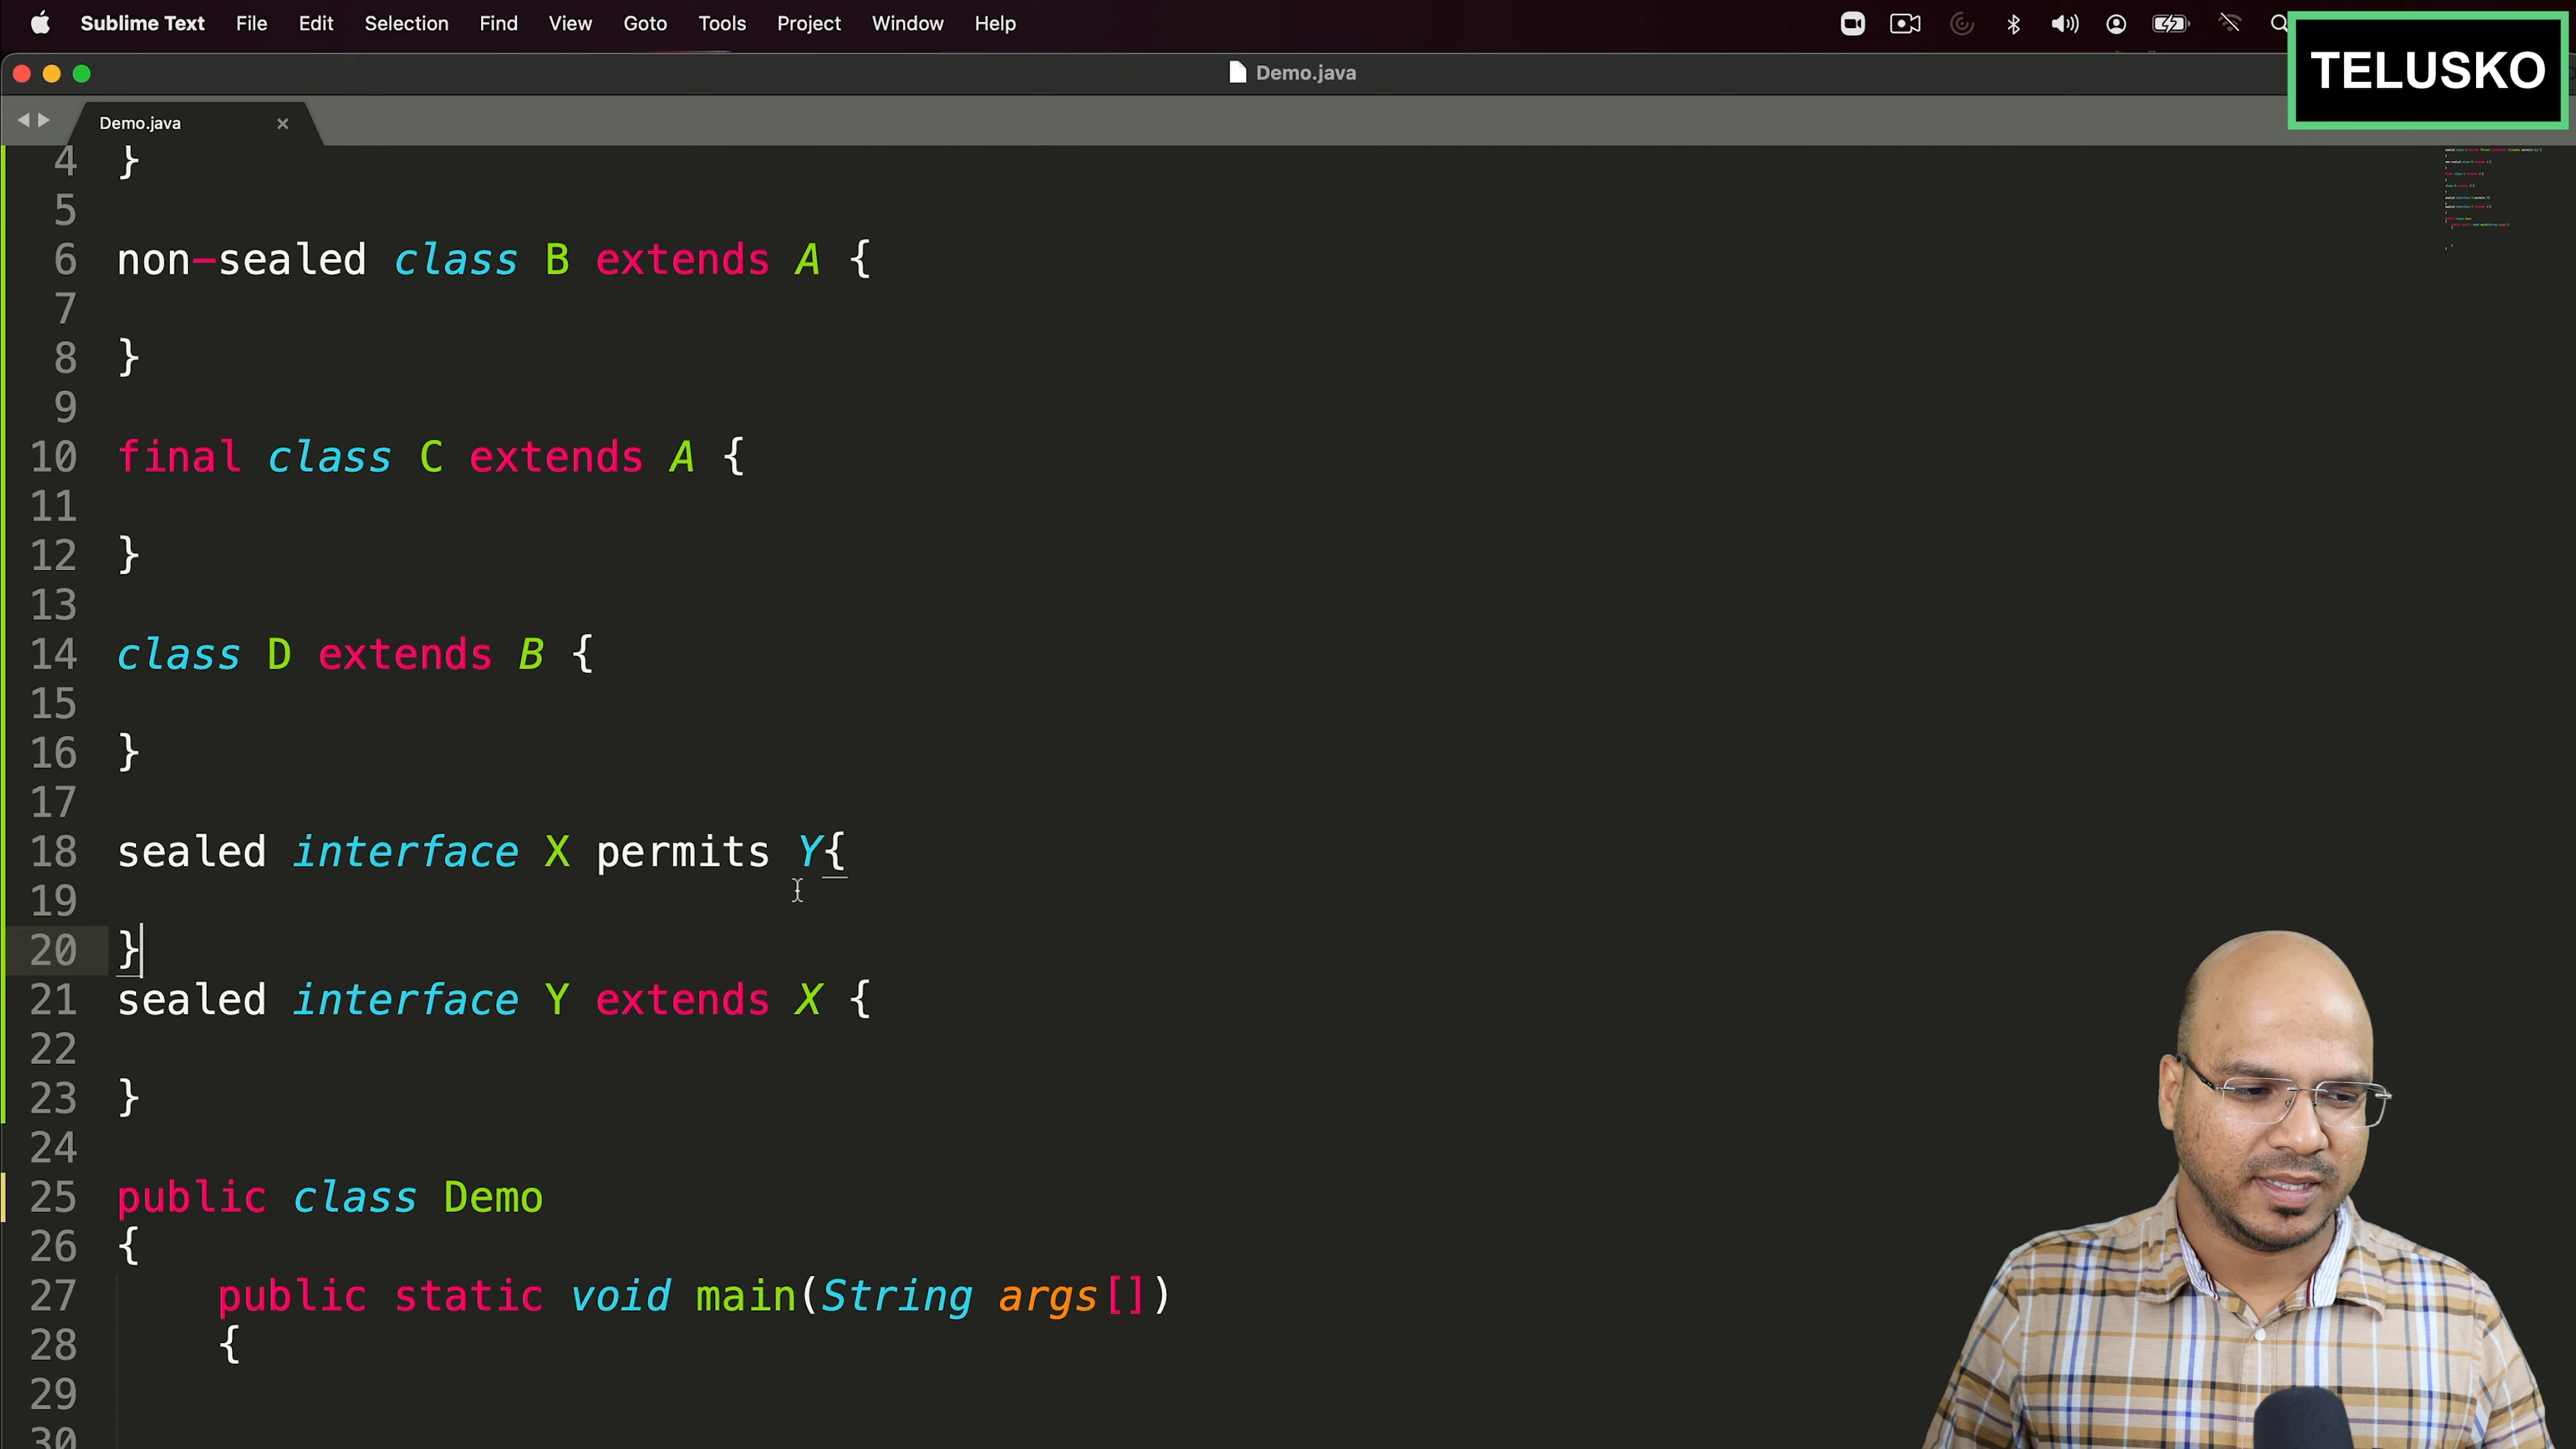 Sublime Text File Edit Selection Find View Goto Tools Project Window Help
TELUSKO
Demo.java
Demo.java
4 }
5
6 non-sealed class B extends A {
7
8 }
9
10 final class C extends A {
11
12 }
13
14 class D extends B {
15
16 }
17
18 sealed interface X permits Y{
19
20 }
21 sealed interface Y extends X {
22
23 }
24
25 public class Demo
26 {
27 public static void main(String args[])
28 {
29
30